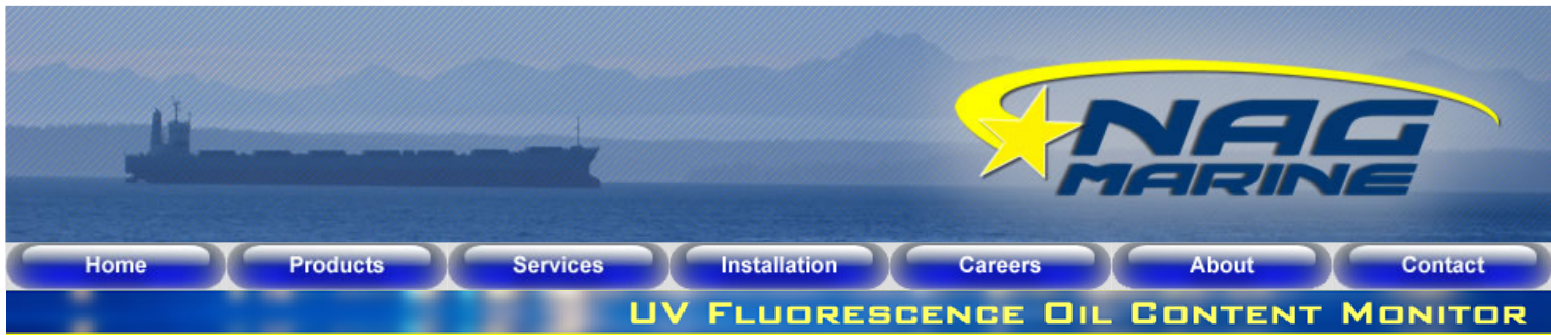 NAG
MARINE
Home Products Services Installation Careers About Contact
UV FLUORESCENCE OIL CONTENT MONITOR